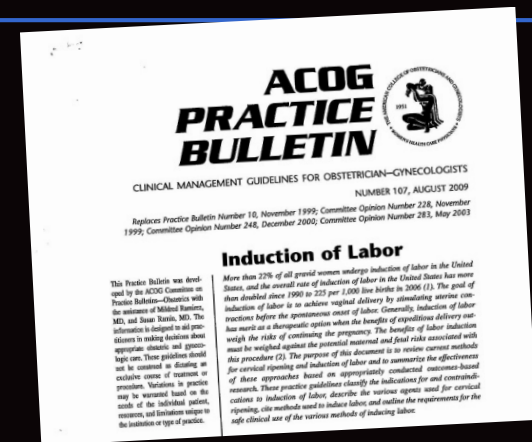 ACOG
PRACTICE
BULLETIN
THE AMERICAN COLLEGE OF OBSTETRICIANS AND GYNECOLOGISTS
1951
WOMEN'S HEALTH CARE PHYSICIANS
CLINICAL MANAGEMENT GUIDELINES FOR OBSTETRICIAN–GYNECOLOGISTS
NUMBER 107, AUGUST 2009
Replaces Practice Bulletin Number 10, November 1999; Committee Opinion Number 228, November
1999; Committee Opinion Number 248, December 2000; Committee Opinion Number 283, May 2003
This Practice Bulletin was devel-
oped by the ACOG Committee on
Practice Bulletins—Obstetrics with
the assistance of Mildred Ramirez,
MD, and Susan Ramin, MD. The
information is designed to aid prac-
titioners in making decisions about
appropriate obstetric and gyneco-
logic care. These guidelines should
not be construed as dictating an
exclusive course of treatment or
procedure. Variations in practice
may be warranted based on the
needs of the individual patient,
resources, and limitations unique to
the institution or type of practice.
Induction of Labor
More than 22% of all gravid women undergo induction of labor in the United
States, and the overall rate of induction of labor in the United States has more
than doubled since 1990 to 225 per 1,000 live births in 2006 (1). The goal of
induction of labor is to achieve vaginal delivery by stimulating uterine con-
tractions before the spontaneous onset of labor. Generally, induction of labor
has merit as a therapeutic option when the benefits of expeditious delivery out-
weigh the risks of continuing the pregnancy. The benefits of labor induction
must be weighed against the potential maternal and fetal risks associated with
this procedure (2). The purpose of this document is to review current methods
for cervical ripening and induction of labor and to summarize the effectiveness
of these approaches based on appropriately conducted outcomes-based
research. These practice guidelines classify the indications for and contraindi-
cations to induction of labor, describe the various agents used for cervical
ripening, cite methods used to induce labor, and outline the requirements for the
safe clinical use of the various methods of inducing labor.